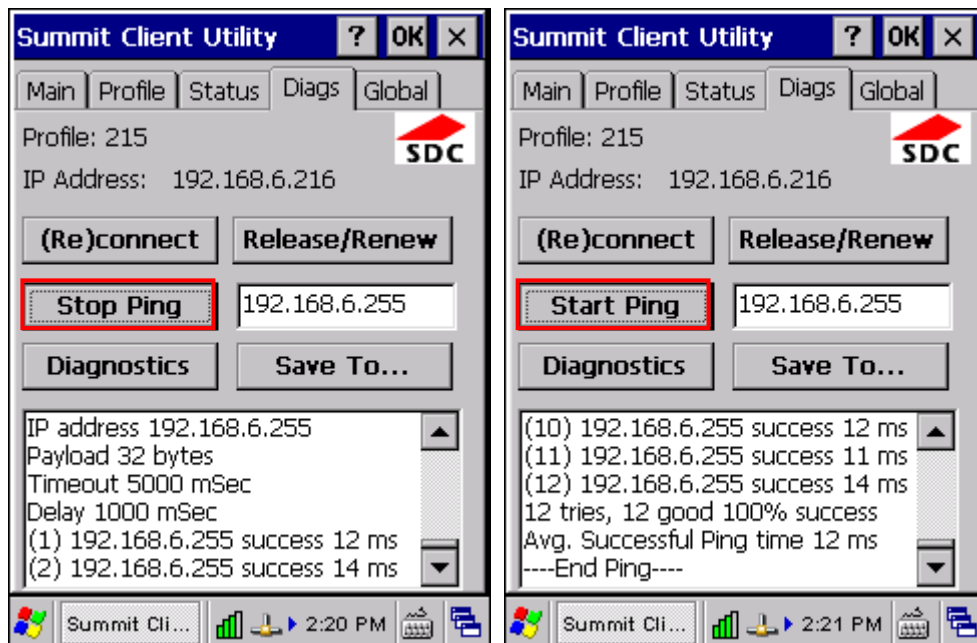 Summit Client Utility ? OK ×
Main Profile Status Diags Global
Profile: 215
SDC
IP Address: 192.168.6.216
(Re)connect Release/Renew
Stop Ping 192.168.6.255
Diagnostics Save To...
IP address 192.168.6.255
Payload 32 bytes
Timeout 5000 mSec
Delay 1000 mSec
(1) 192.168.6.255 success 12 ms
(2) 192.168.6.255 success 14 ms
Summit Cli... 2:20 PM
Summit Client Utility ? OK ×
Main Profile Status Diags Global
Profile: 215
SDC
IP Address: 192.168.6.216
(Re)connect Release/Renew
Start Ping 192.168.6.255
Diagnostics Save To...
(10) 192.168.6.255 success 12 ms
(11) 192.168.6.255 success 11 ms
(12) 192.168.6.255 success 14 ms
12 tries, 12 good 100% success
Avg. Successful Ping time 12 ms
----End Ping----
Summit Cli... 2:21 PM